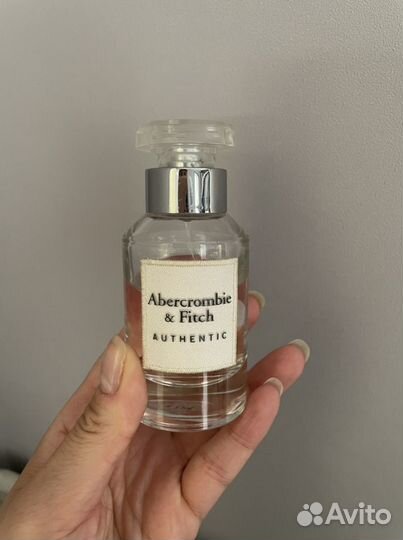 Abercrombie
& Fitch
AUTHENTIC
Avito